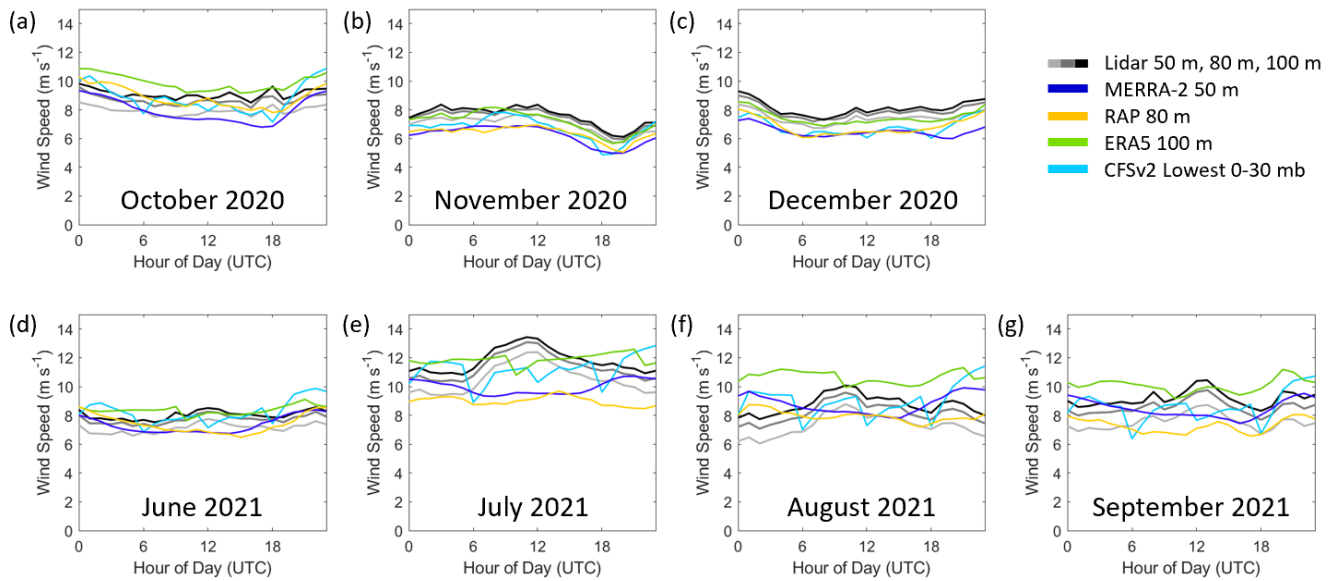 (a)
Wind Speed (m s⁻¹)
14
12
10
8
6
4
2
0
October 2020
0 6 12 18
Hour of Day (UTC)
(b)
Wind Speed (m s⁻¹)
14
12
10
8
6
4
2
0
November 2020
0 6 12 18
Hour of Day (UTC)
(c)
Wind Speed (m s⁻¹)
14
12
10
8
6
4
2
0
December 2020
0 6 12 18
Hour of Day (UTC)
Lidar 50 m, 80 m, 100 m
MERRA-2 50 m
RAP 80 m
ERA5 100 m
CFSv2 Lowest 0-30 mb
(d)
Wind Speed (m s⁻¹)
14
12
10
8
6
4
2
0
June 2021
0 6 12 18
Hour of Day (UTC)
(e)
Wind Speed (m s⁻¹)
14
12
10
8
6
4
2
0
July 2021
0 6 12 18
Hour of Day (UTC)
(f)
Wind Speed (m s⁻¹)
14
12
10
8
6
4
2
0
August 2021
0 6 12 18
Hour of Day (UTC)
(g)
Wind Speed (m s⁻¹)
14
12
10
8
6
4
2
0
September 2021
0 6 12 18
Hour of Day (UTC)